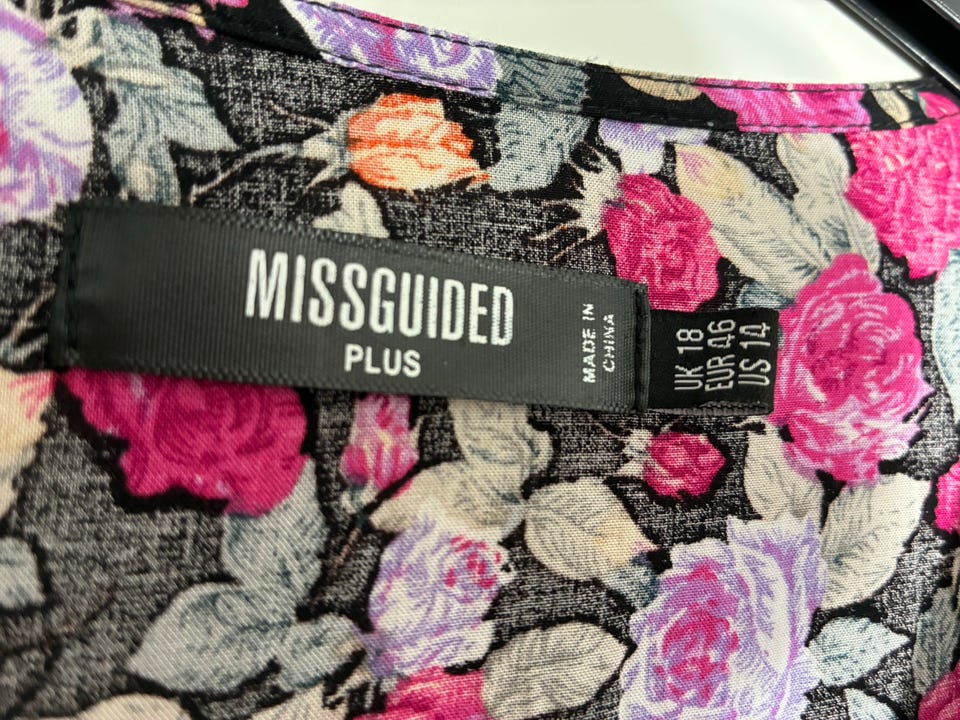 MISSGUIDED
PLUS
MADE IN
CHINA
UK 18
EUR 46
US 14